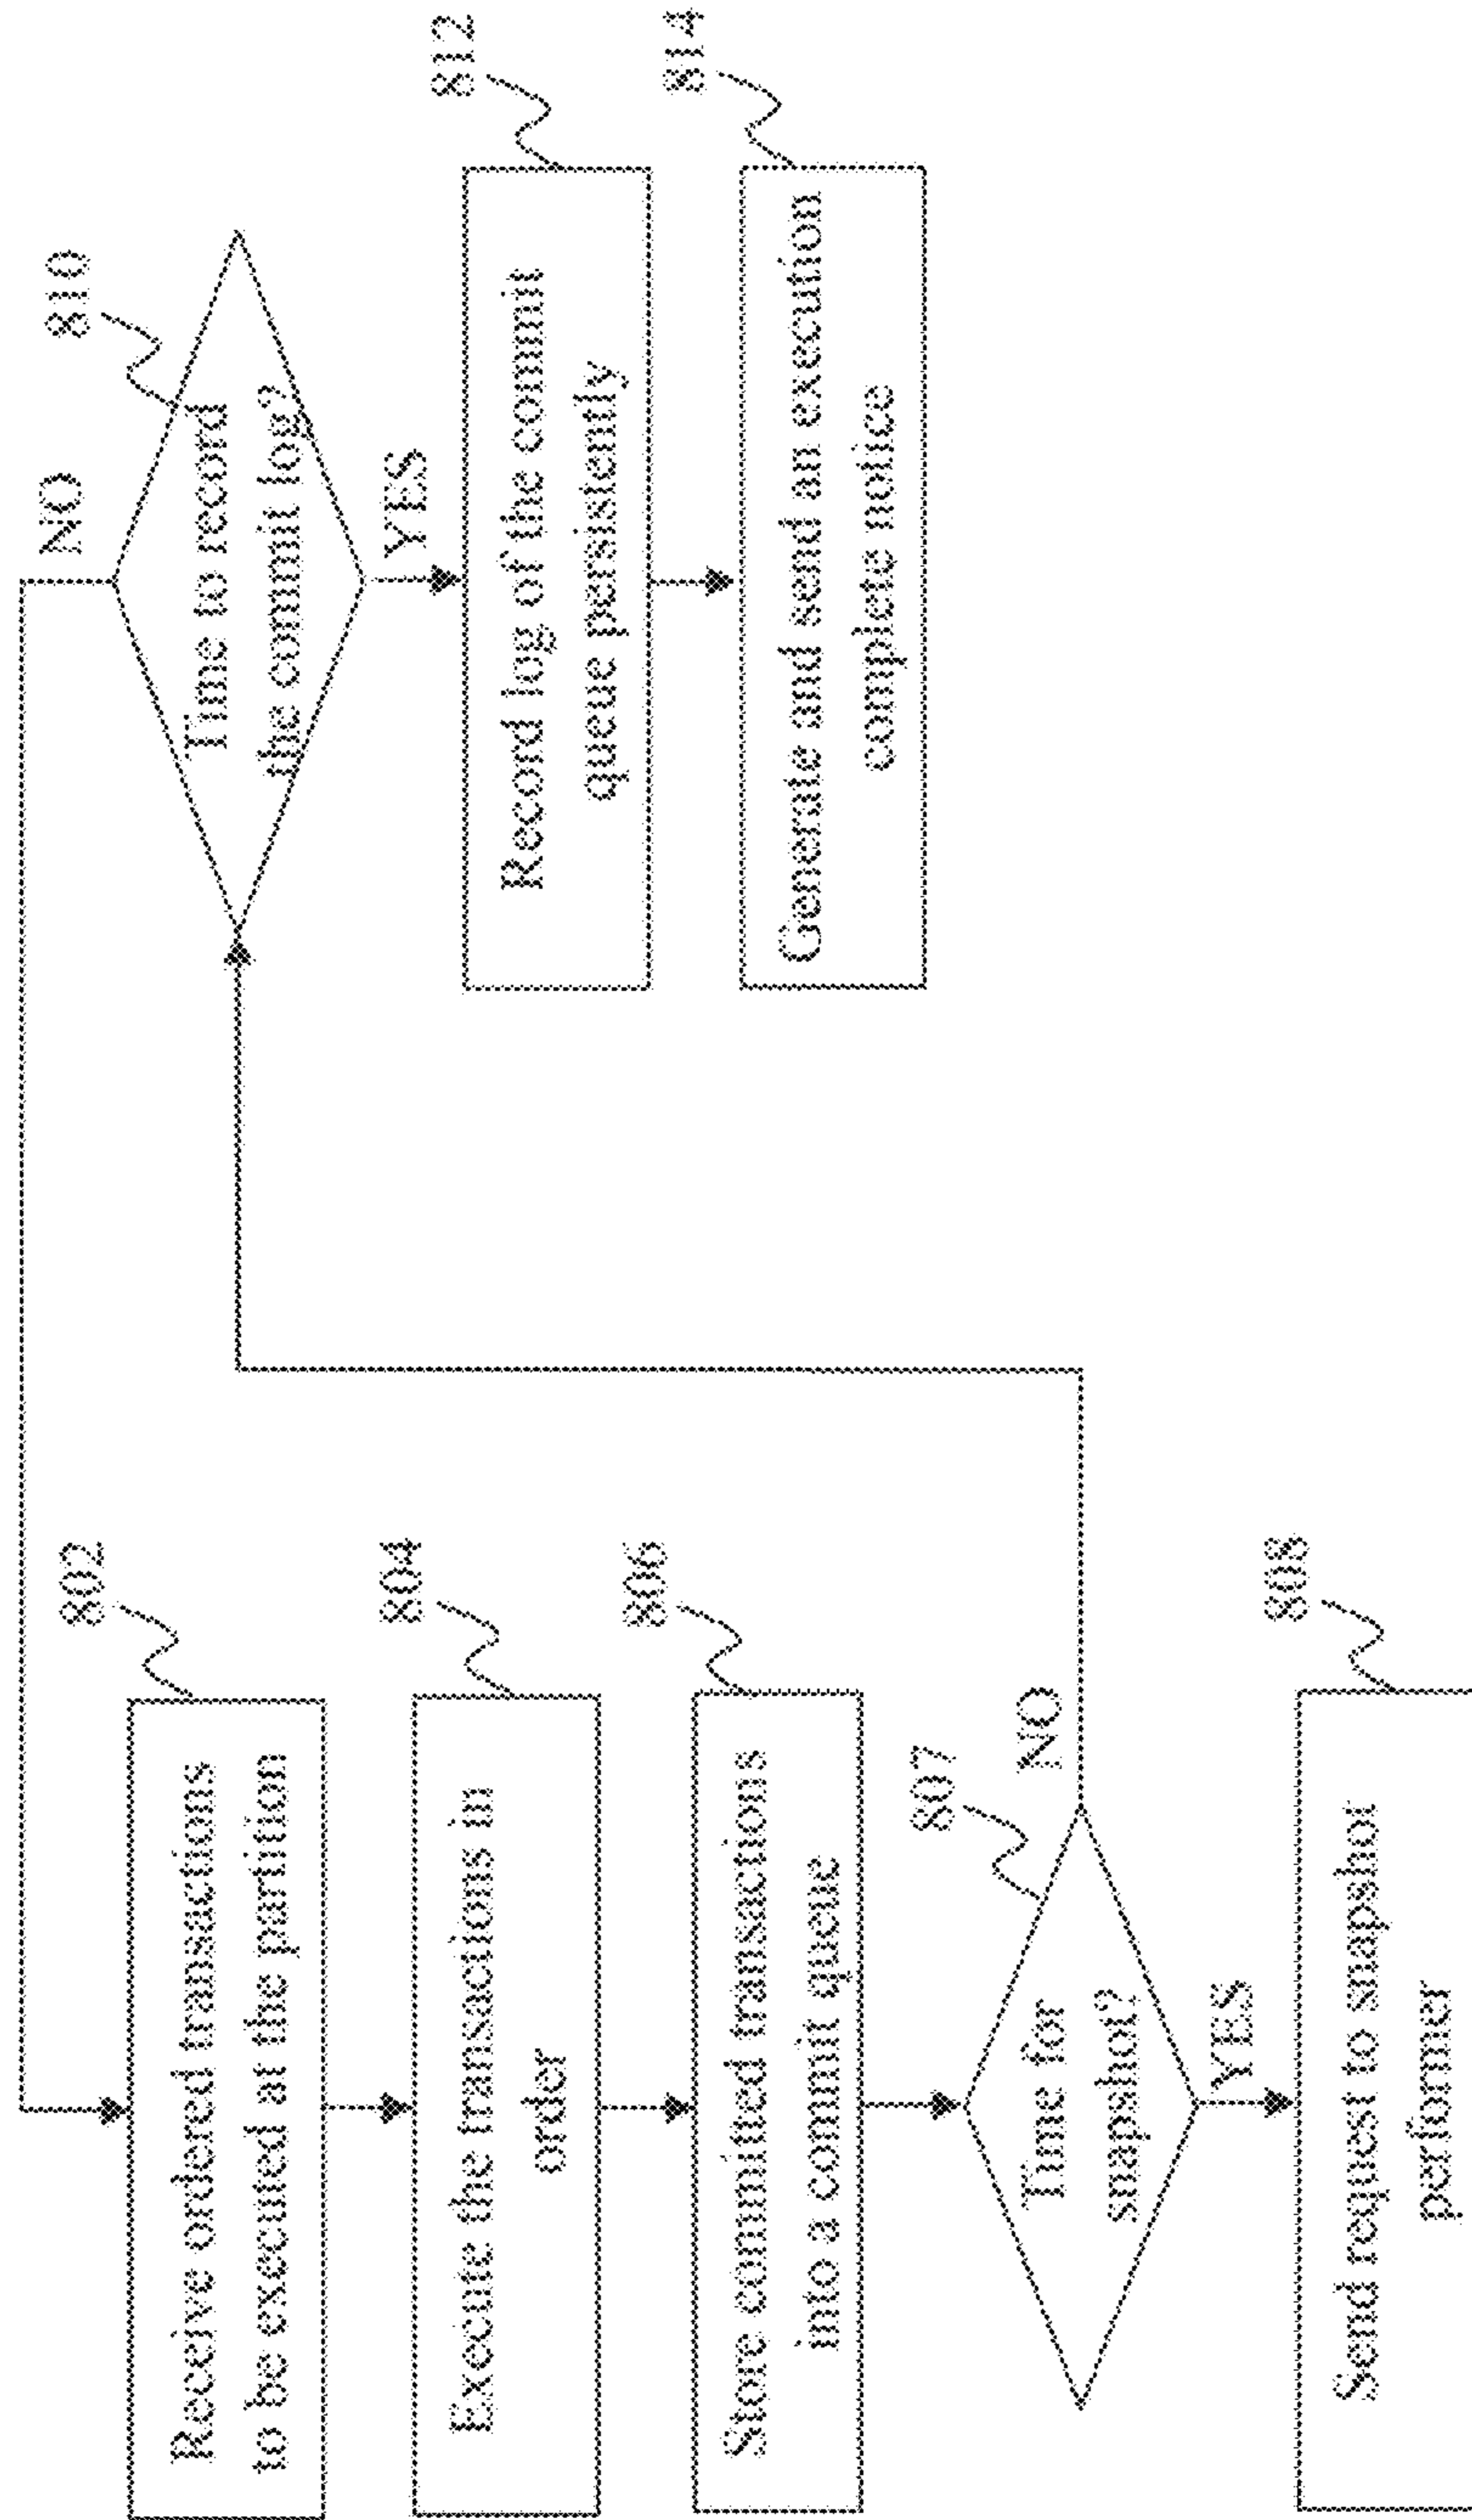 802
Receive ordered transactions
to be executed at the partition
804
Execute the transactions in
order
806
Store committed transactions
into a commit queue
807
Time for
snapshot?
NO
YES
808
Send request to snapshot
performer
NO
810
Time to record
the commit log?
YES
812
Record log of the commit
queue persistently
814
Generate and send an execution
complete notice